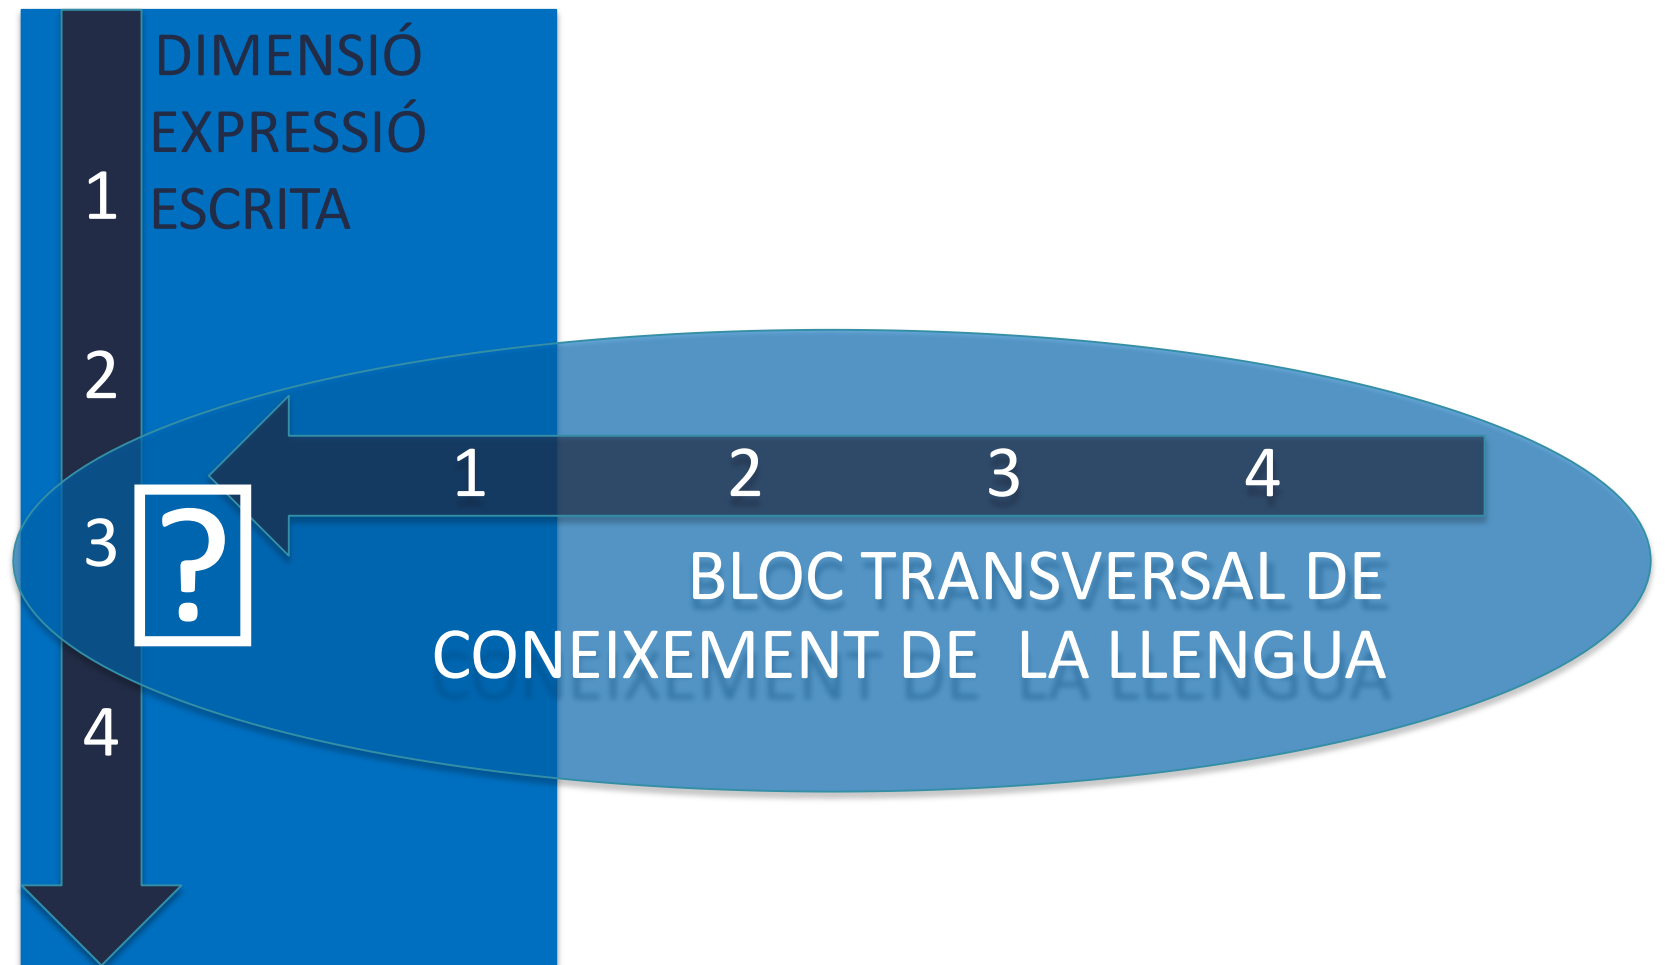 DIMENSIÓ
EXPRESSIÓ
ESCRITA
1
2
3
4
?
1 2 3 4
BLOC TRANSVERSAL DE
CONEIXEMENT DE LA LLENGUA